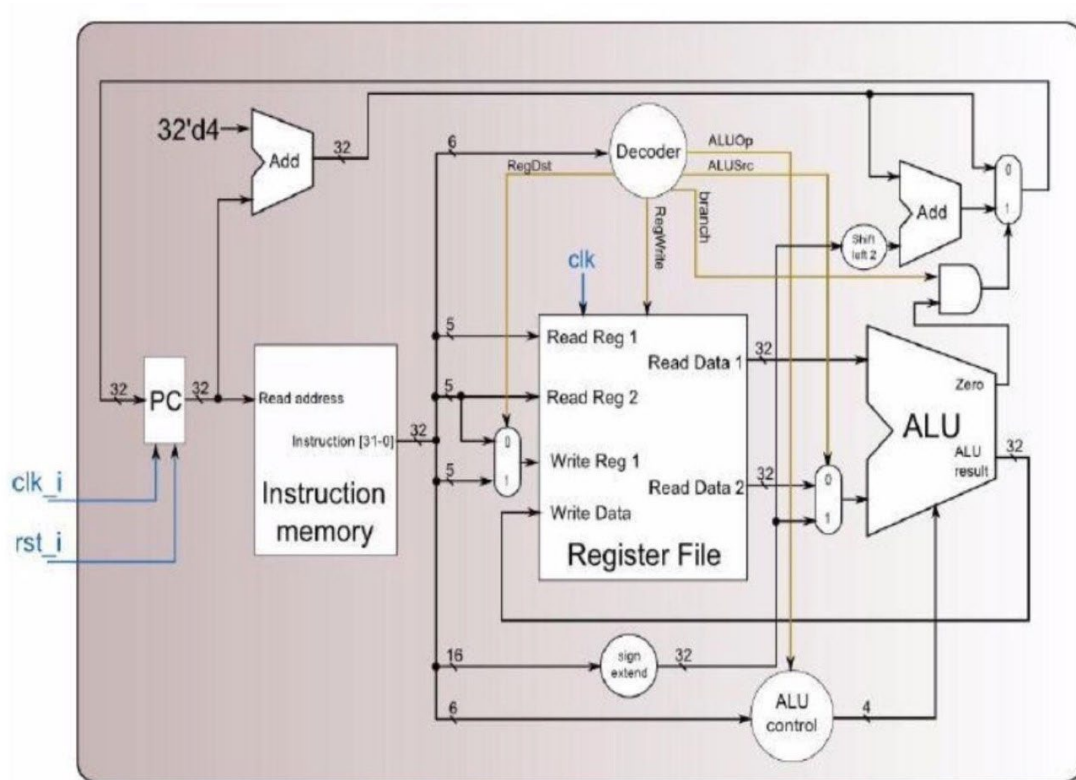 32'd4
Add
32
6
Decoder
ALUOp
RegDst
ALUSrc
branch
RegWrite
0
1
Add
Shift
left 2
clk
5
Read Reg 1
Read Data 1
32
Zero
5
Read Reg 2
32
PC
32
Read address
Instruction [31-0]
32
0
1
5
Write Reg 1
Read Data 2
32
0
1
ALU
ALU
result
32
Write Data
Instruction
memory
Register File
clk_i
rst_i
16
sign
extend
32
6
ALU
control
4